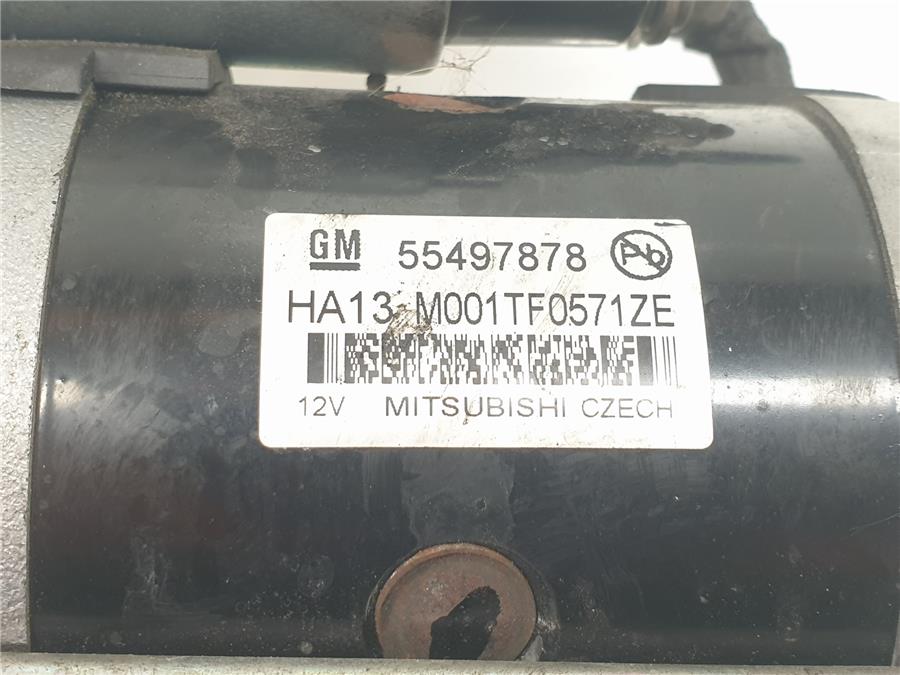 GM 55497878 Pb
HA13 M001TF0571ZE
12V MITSUBISHI CZECH